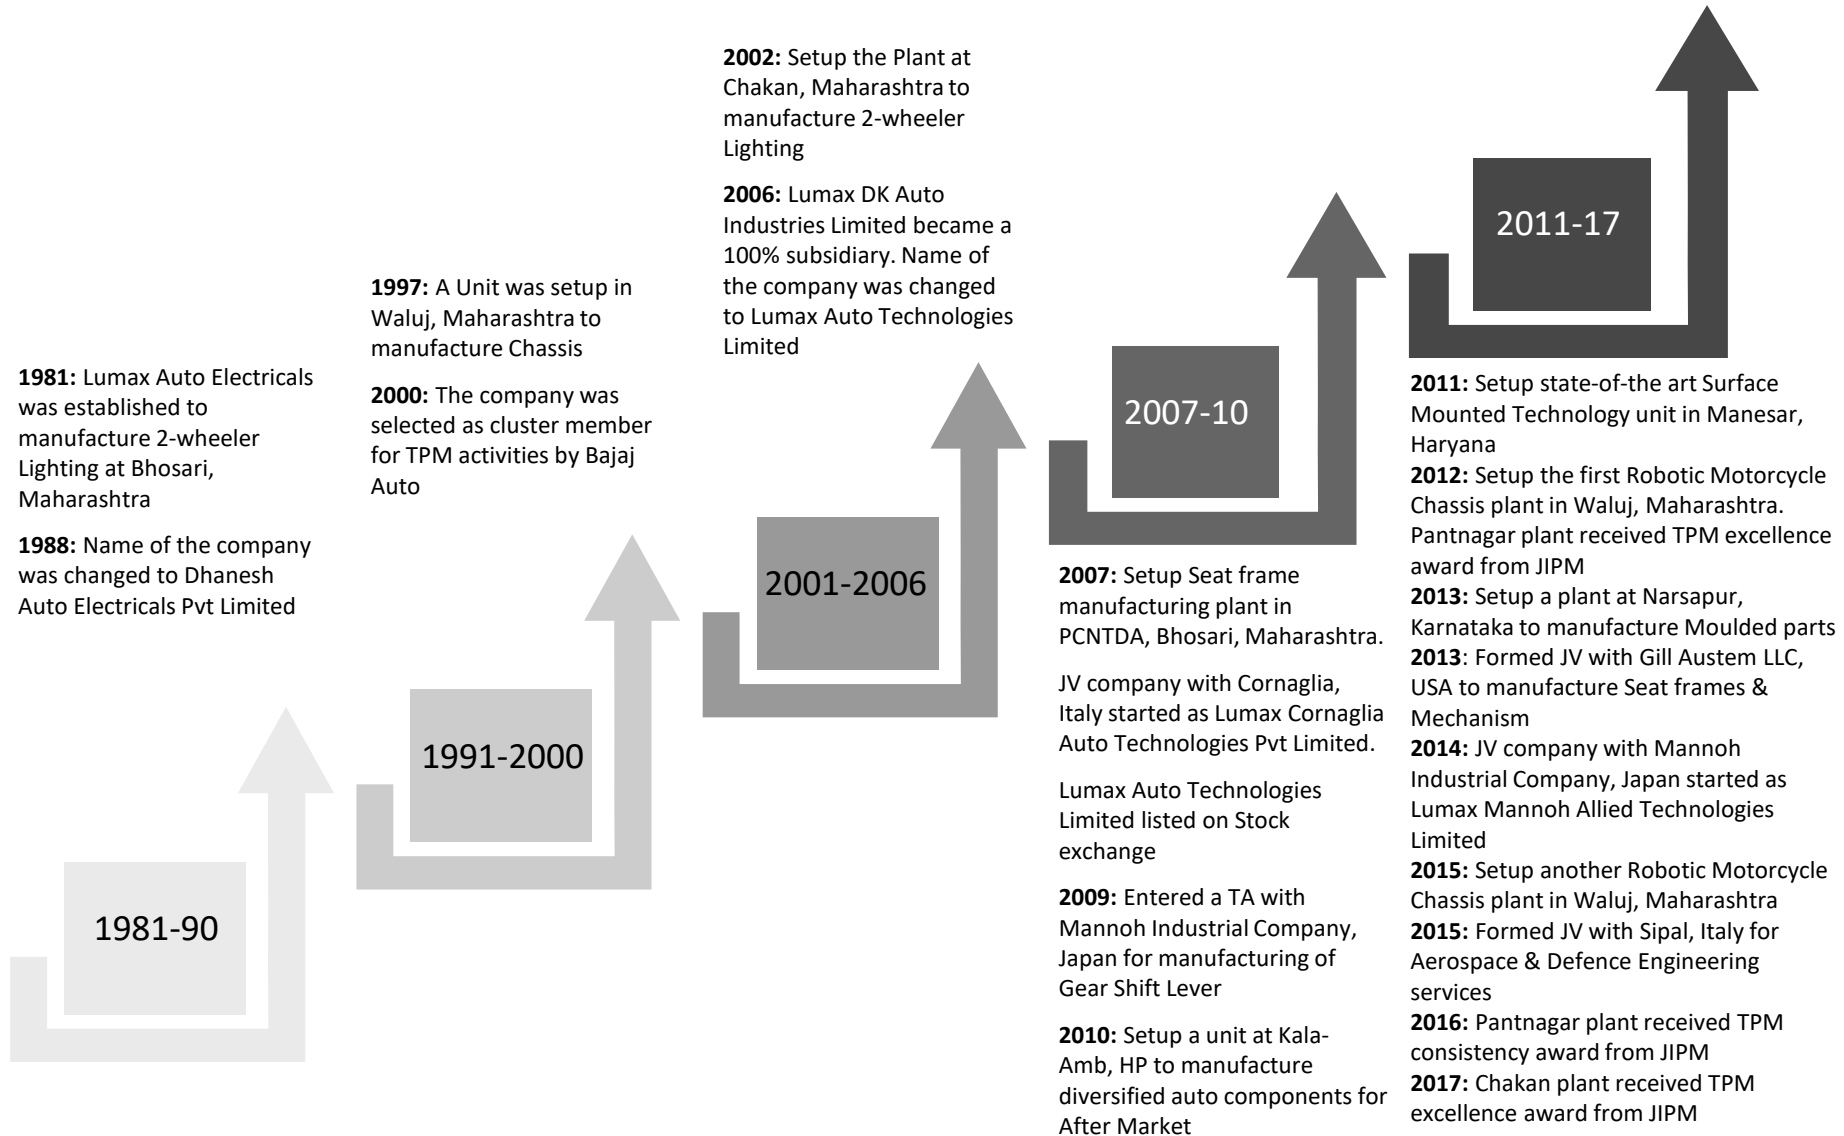 1981: Lumax Auto Electricals
was established to
manufacture 2-wheeler
Lighting at Bhosari,
Maharashtra
1988: Name of the company
was changed to Dhanesh
Auto Electricals Pvt Limited
1981-90
1997: A Unit was setup in
Waluj, Maharashtra to
manufacture Chassis
2000: The company was
selected as cluster member
for TPM activities by Bajaj
Auto
1991-2000
2002: Setup the Plant at
Chakan, Maharashtra to
manufacture 2-wheeler
Lighting
2006: Lumax DK Auto
Industries Limited became a
100% subsidiary. Name of
the company was changed
to Lumax Auto Technologies
Limited
2001-2006
2007-10
2007: Setup Seat frame
manufacturing plant in
PCNTDA, Bhosari, Maharashtra.
JV company with Cornaglia,
Italy started as Lumax Cornaglia
Auto Technologies Pvt Limited.
Lumax Auto Technologies
Limited listed on Stock
exchange
2009: Entered a TA with
Mannoh Industrial Company,
Japan for manufacturing of
Gear Shift Lever
2010: Setup a unit at Kala-
Amb, HP to manufacture
diversified auto components for
After Market
2011-17
2011: Setup state-of-the art Surface
Mounted Technology unit in Manesar,
Haryana
2012: Setup the first Robotic Motorcycle
Chassis plant in Waluj, Maharashtra.
Pantnagar plant received TPM excellence
award from JIPM
2013: Setup a plant at Narsapur,
Karnataka to manufacture Moulded parts
2013: Formed JV with Gill Austem LLC,
USA to manufacture Seat frames &
Mechanism
2014: JV company with Mannoh
Industrial Company, Japan started as
Lumax Mannoh Allied Technologies
Limited
2015: Setup another Robotic Motorcycle
Chassis plant in Waluj, Maharashtra
2015: Formed JV with Sipal, Italy for
Aerospace & Defence Engineering
services
2016: Pantnagar plant received TPM
consistency award from JIPM
2017: Chakan plant received TPM
excellence award from JIPM